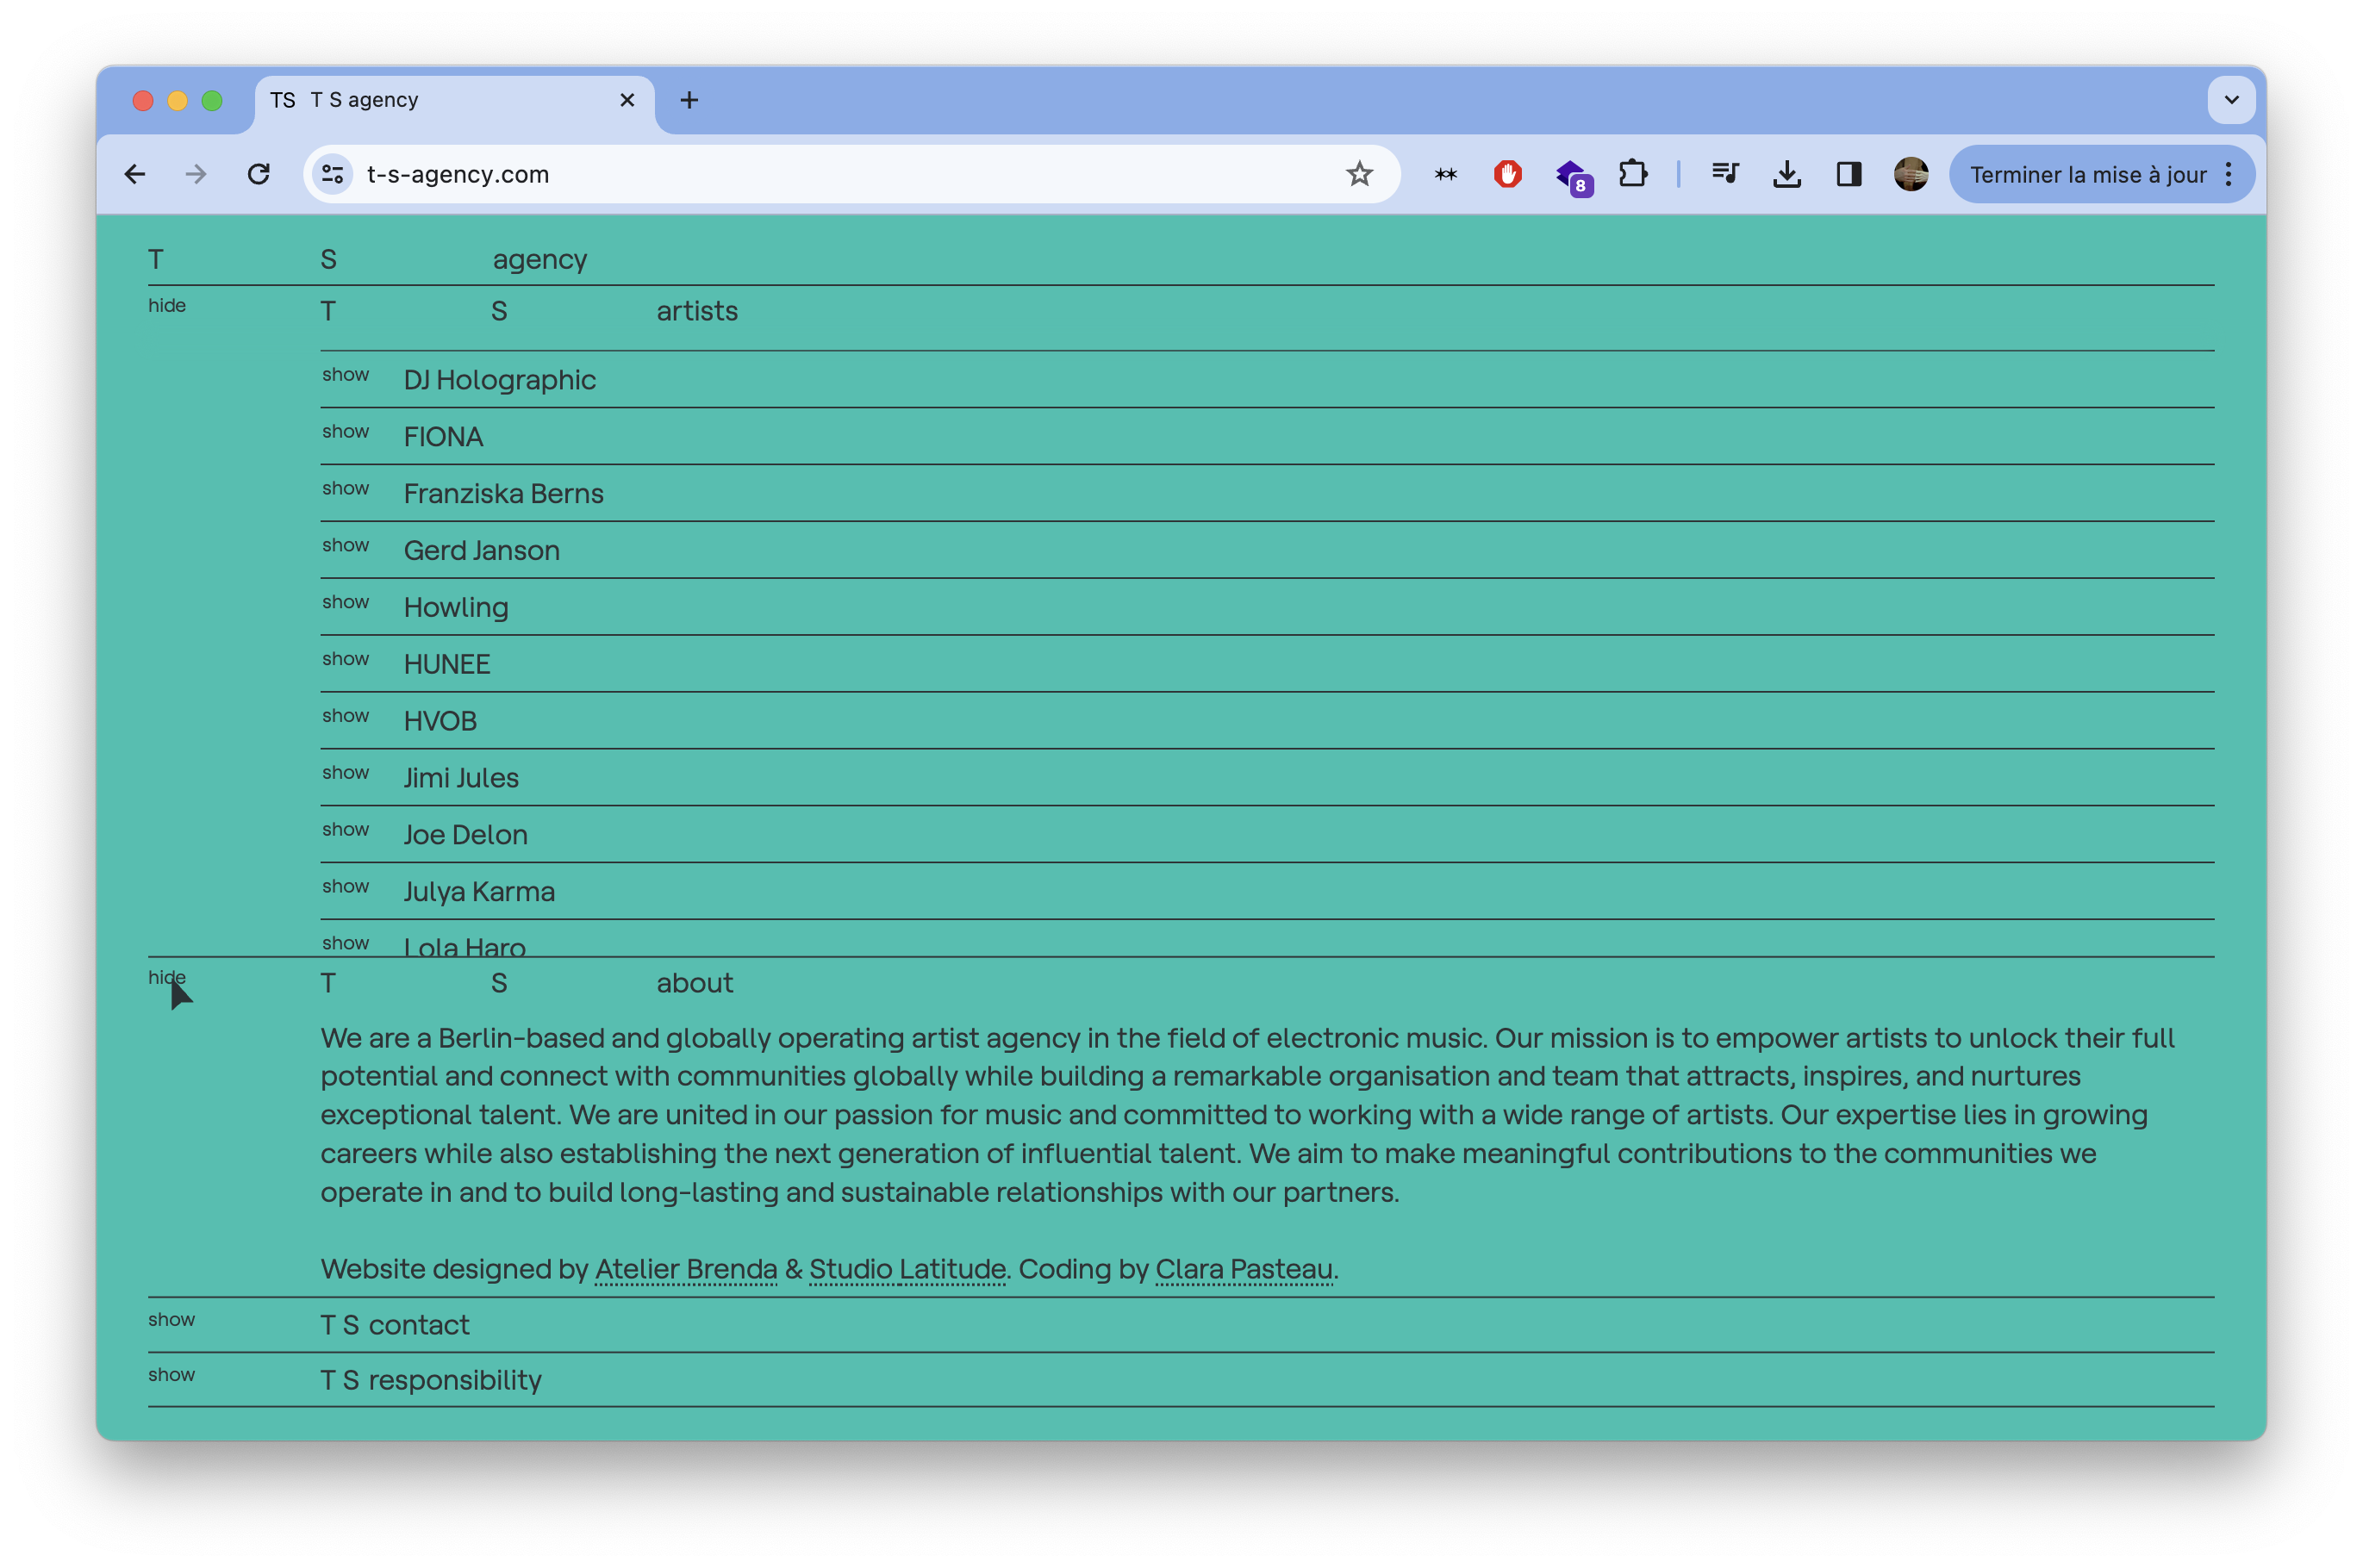 TS T S agency
t-s-agency.com
8
Terminer la mise à jour
T S agency
hide T S artists
show DJ Holographic
show FIONA
show Franziska Berns
show Gerd Janson
show Howling
show HUNEE
show HVOB
show Jimi Jules
show Joe Delon
show Julya Karma
show Lola Haro
hide T S about
We are a Berlin-based and globally operating artist agency in the field of electronic music. Our mission is to empower artists to unlock their full
potential and connect with communities globally while building a remarkable organisation and team that attracts, inspires, and nurtures
exceptional talent. We are united in our passion for music and committed to working with a wide range of artists. Our expertise lies in growing
careers while also establishing the next generation of influential talent. We aim to make meaningful contributions to the communities we
operate in and to build long-lasting and sustainable relationships with our partners.
Website designed by Atelier Brenda & Studio Latitude. Coding by Clara Pasteau.
show T S contact
show T S responsibility